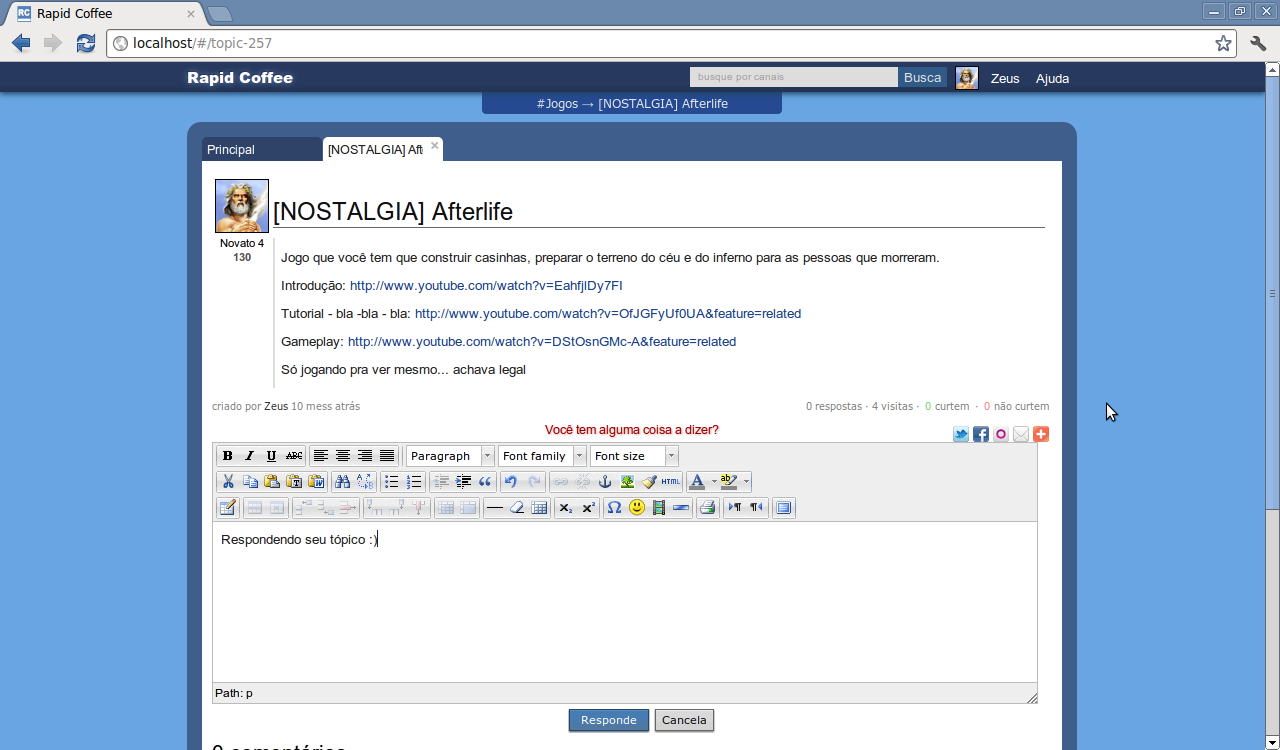 Rapid Coffee
localhost/#/topic-257
Rapid Coffee
busque por canais
Busca
Zeus
Ajuda
#Jogos → [NOSTALGIA] Afterlife
Principal
[NOSTALGIA] Aft
[NOSTALGIA] Afterlife
Novato 4
130
Jogo que você tem que construir casinhas, preparar o terreno do céu e do inferno para as pessoas que morreram.
Introdução: http://www.youtube.com/watch?v=EahfjlDy7FI
Tutorial - bla -bla - bla: http://www.youtube.com/watch?v=OfJGFyUf0UA&feature=related
Gameplay: http://www.youtube.com/watch?v=DStOsnGMc-A&feature=related
Só jogando pra ver mesmo... achava legal
criado por Zeus 10 mess atrás
0 respostas · 4 visitas · 0 curtem · 0 não curtem
Você tem alguma coisa a dizer?
B I U ABC
Paragraph
Font family
Font size
HTML
Respondendo seu tópico :)
Path: p
Responde
Cancela
0 comentários